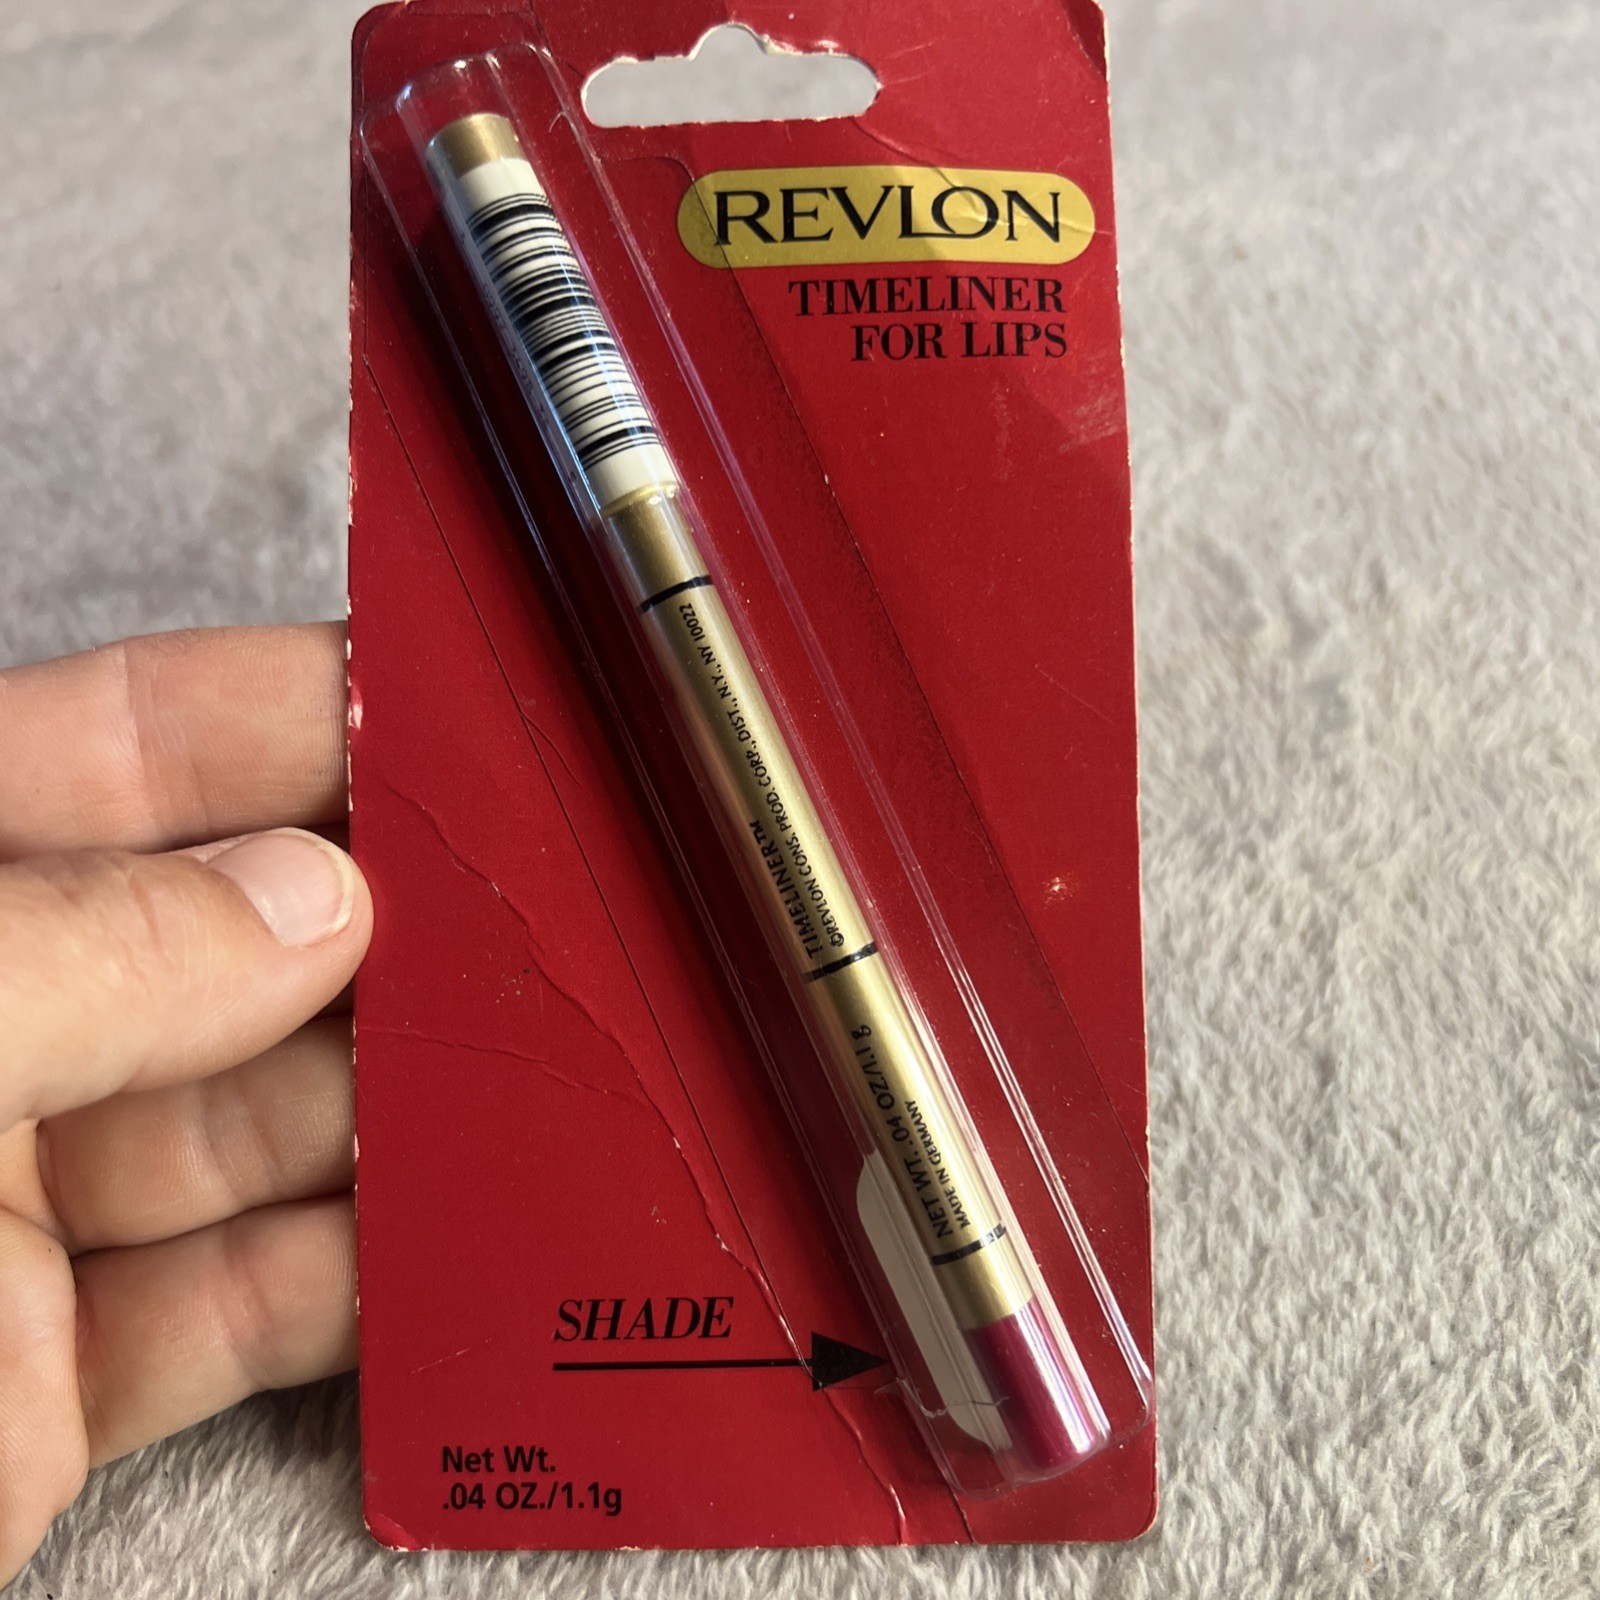 REVLON
TIMELINER
FOR LIPS
TIMELINER™
©REVLON CONS. PROD. CORP., DIST., N.Y., NY 10022
NET WT. .04 OZ/1.1 g
MADE IN GERMANY
SHADE
Net Wt.
.04 OZ./1.1g